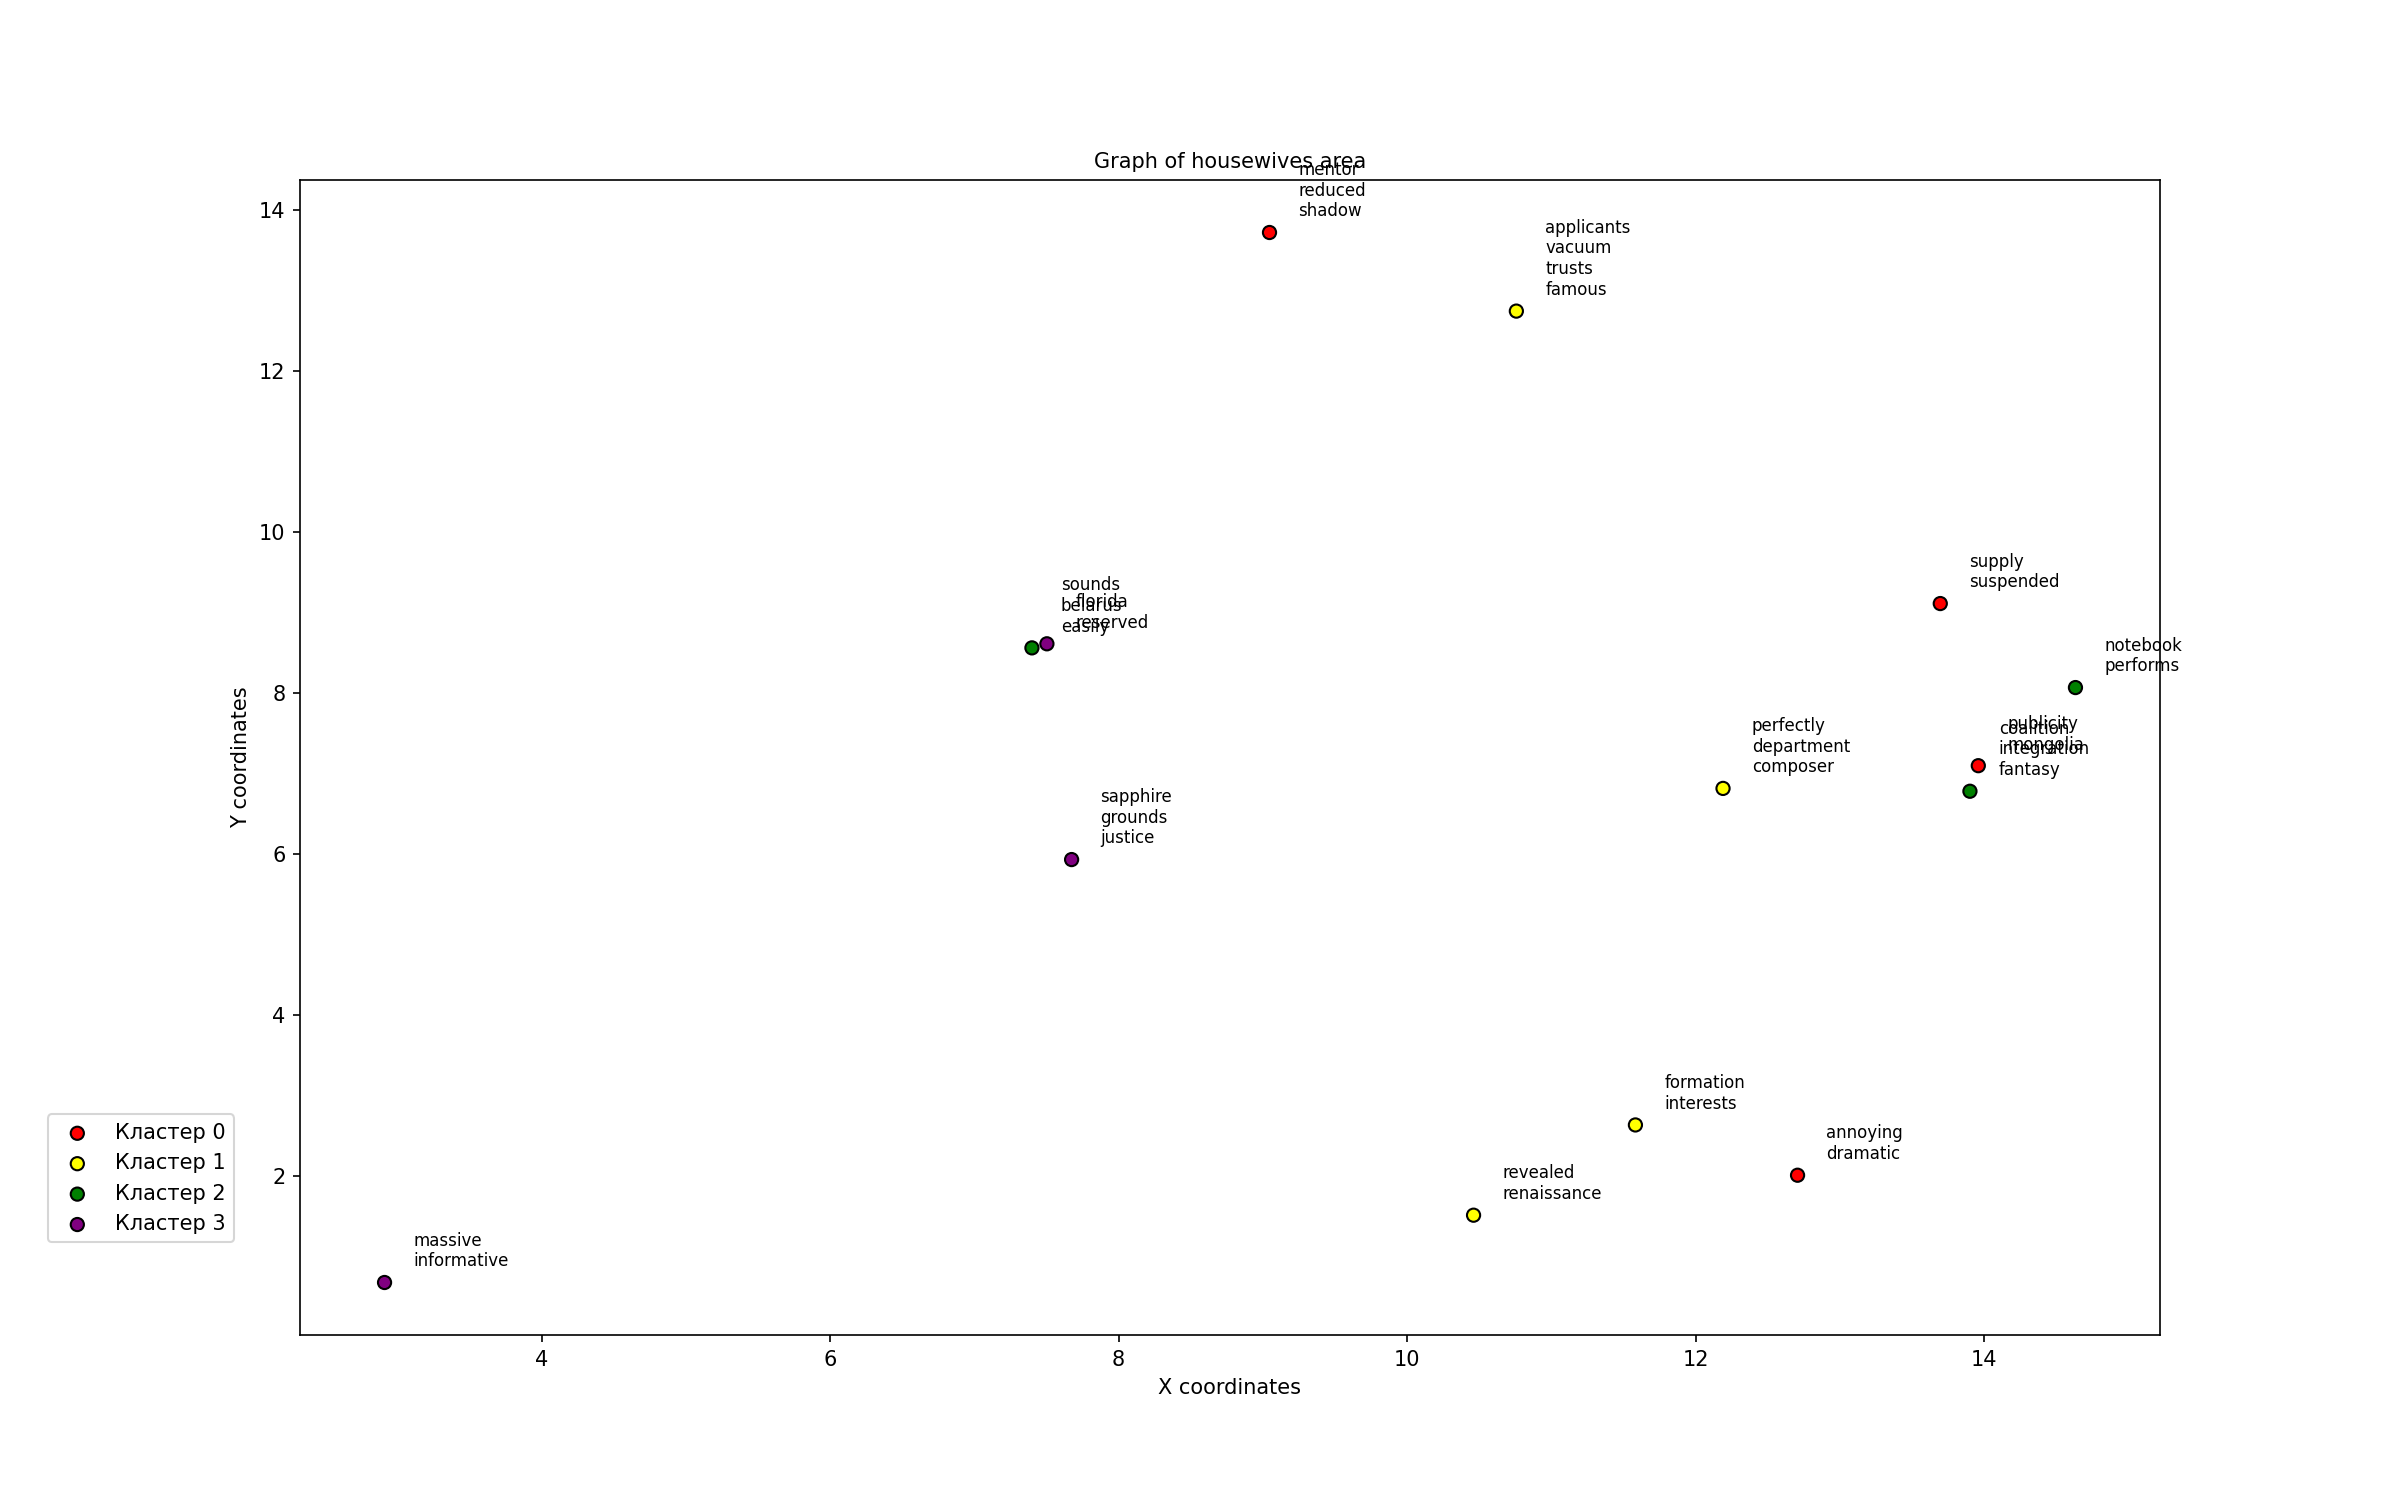 Graph of housewives area
mentor
reduced
shadow
applicants
vacuum
trusts
famous
14
12
10
8
6
4
2
Y coordinates
sounds
belarus
easily
florida
reserved
supply
suspended
notebook
performs
publicity
mongolia
coalition
integration
fantasy
perfectly
department
composer
sapphire
grounds
justice
formation
interests
annoying
dramatic
revealed
renaissance
massive
informative
Кластер 0
Кластер 1
Кластер 2
Кластер 3
4
6
8
10
12
14
X coordinates